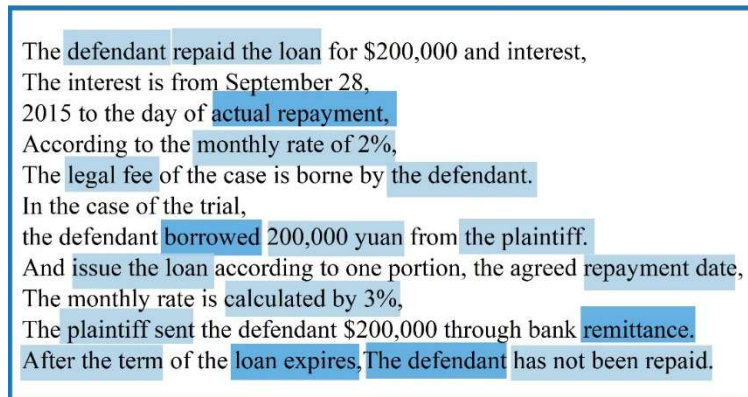 The defendant repaid the loan for $200,000 and interest,
The interest is from September 28,
2015 to the day of actual repayment,
According to the monthly rate of 2%,
The legal fee of the case is borne by the defendant.
In the case of the trial,
the defendant borrowed 200,000 yuan from the plaintiff.
And issue the loan according to one portion, the agreed repayment date,
The monthly rate is calculated by 3%,
The plaintiff sent the defendant $200,000 through bank remittance.
After the term of the loan expires,The defendant has not been repaid.